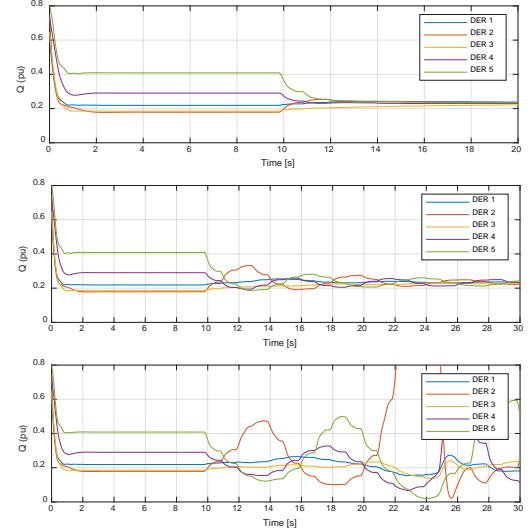 0.8
0.6
0.4
0.2
0
Q (pu)
DER 1
DER 2
DER 3
DER 4
DER 5
0 2 4 6 8 10 12 14 16 18 20
Time [s]
0.8
0.6
0.4
0.2
0
Q (pu)
DER 1
DER 2
DER 3
DER 4
DER 5
0 2 4 6 8 10 12 14 16 18 20 22 24 26 28 30
Time [s]
0.8
0.6
0.4
0.2
0
Q (pu)
DER 1
DER 2
DER 3
DER 4
DER 5
0 2 4 6 8 10 12 14 16 18 20 22 24 26 28 30
Time [s]